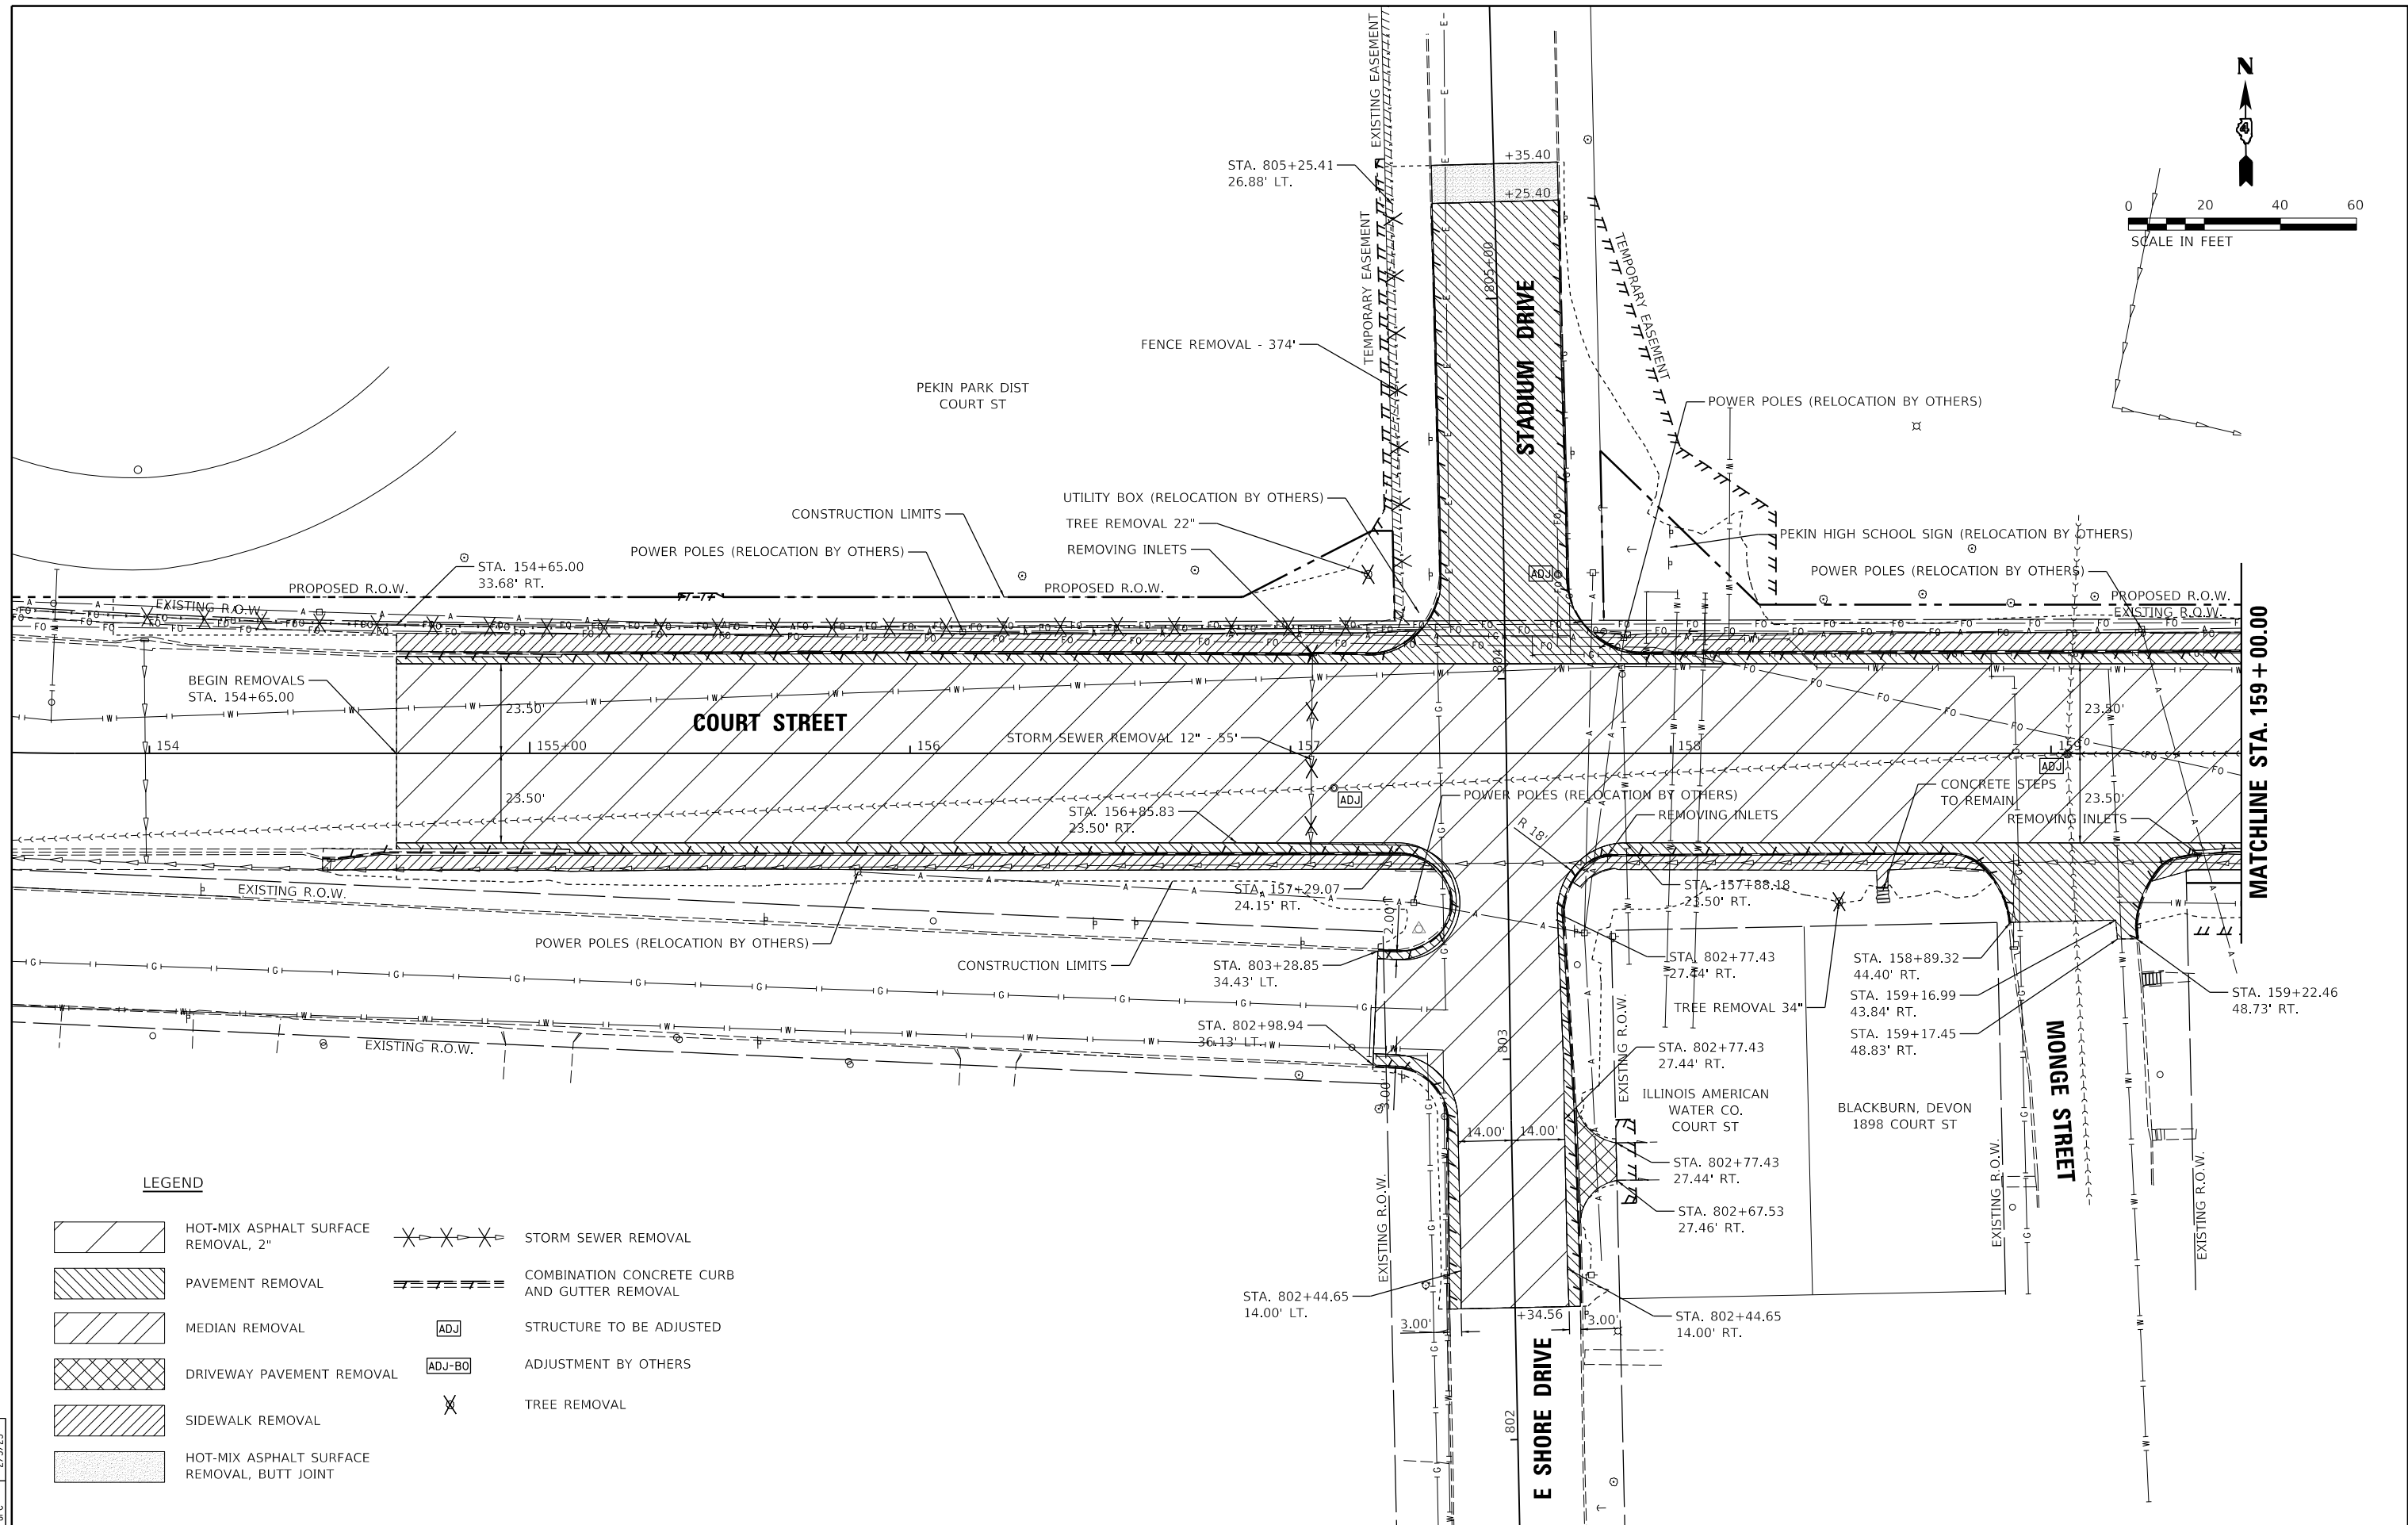 N
4
0 20 40 60
SCALE IN FEET
EXISTING EASEMENT
TEMPORARY EASEMENT
STA. 805+25.41
26.88' LT.
+35.40
+25.40
805+00
STADIUM DRIVE
TEMPORARY EASEMENT
FENCE REMOVAL - 374'
PEKIN PARK DIST
COURT ST
POWER POLES (RELOCATION BY OTHERS)
UTILITY BOX (RELOCATION BY OTHERS)
CONSTRUCTION LIMITS
TREE REMOVAL 22"
POWER POLES (RELOCATION BY OTHERS)
REMOVING INLETS
PEKIN HIGH SCHOOL SIGN (RELOCATION BY OTHERS)
STA. 154+65.00
33.68' RT.
POWER POLES (RELOCATION BY OTHERS)
ADJ
PROPOSED R.O.W.
PROPOSED R.O.W.
PROPOSED R.O.W.
EXISTING R.O.W.
EXISTING R.O.W.
804
BEGIN REMOVALS
STA. 154+65.00
23.50'
COURT STREET
23.50'
STORM SEWER REMOVAL 12" - 55'
154
155+00
156
157
158
159
ADJ
MATCHLINE STA. 159+00.00
23.50'
23.50'
CONCRETE STEPS
TO REMAIN
POWER POLES (RELOCATION BY OTHERS)
ADJ
STA. 156+85.83
23.50' RT.
REMOVING INLETS
REMOVING INLETS
R 18'
EXISTING R.O.W.
STA. 157+29.07
24.15' RT.
STA. 157+88.18
23.50' RT.
2.00'
POWER POLES (RELOCATION BY OTHERS)
CONSTRUCTION LIMITS
STA. 803+28.85
34.43' LT.
STA. 802+77.43
27.44' RT.
STA. 158+89.32
44.40' RT.
TREE REMOVAL 34"
STA. 159+16.99
43.84' RT.
STA. 159+22.46
48.73' RT.
STA. 802+98.94
36.13' LT.
STA. 159+17.45
48.83' RT.
EXISTING R.O.W.
803
STA. 802+77.43
27.44' RT.
EXISTING R.O.W.
MONGE STREET
3.00'
ILLINOIS AMERICAN
WATER CO.
COURT ST
BLACKBURN, DEVON
1898 COURT ST
14.00' 14.00'
STA. 802+77.43
27.44' RT.
EXISTING R.O.W.
EXISTING R.O.W.
EXISTING R.O.W.
STA. 802+67.53
27.46' RT.
STA. 802+44.65
14.00' LT.
+34.56
3.00'
3.00'
STA. 802+44.65
14.00' RT.
802
E SHORE DRIVE
LEGEND
HOT-MIX ASPHALT SURFACE
REMOVAL, 2"
PAVEMENT REMOVAL
MEDIAN REMOVAL
DRIVEWAY PAVEMENT REMOVAL
SIDEWALK REMOVAL
HOT-MIX ASPHALT SURFACE
REMOVAL, BUTT JOINT
STORM SEWER REMOVAL
COMBINATION CONCRETE CURB
AND GUTTER REMOVAL
ADJ STRUCTURE TO BE ADJUSTED
ADJ-BO ADJUSTMENT BY OTHERS
TREE REMOVAL